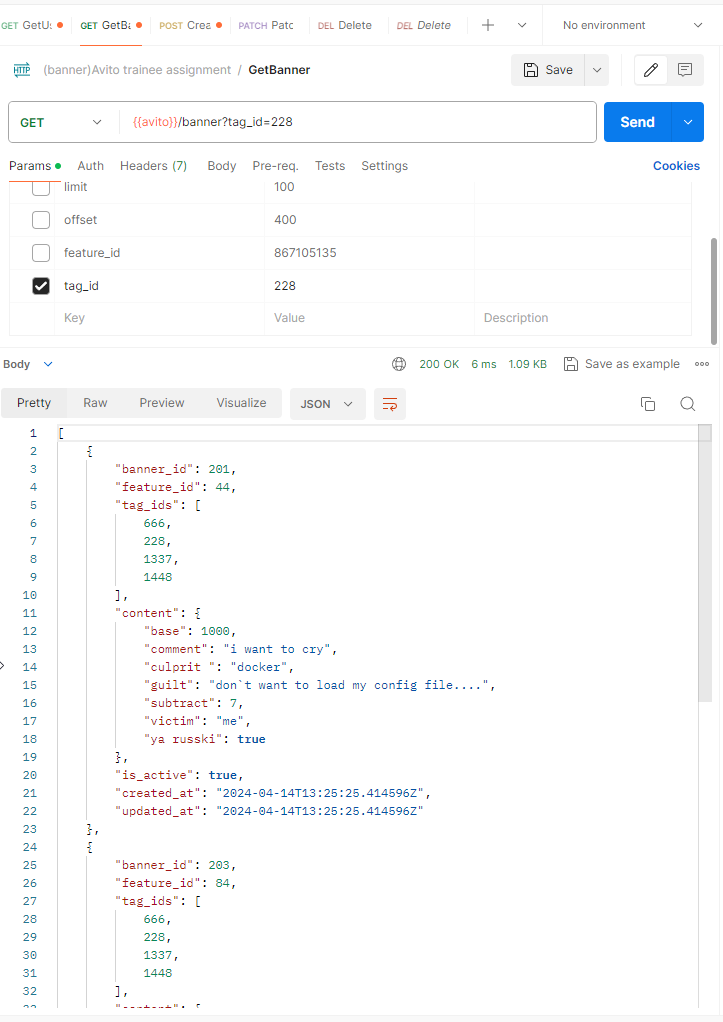 GET GetU: GET GetBa POST Crea PATCH Patc DEL Delete DEL Delete + No environment
HTTP (banner)Avito trainee assignment / GetBanner Save
GET {{avito}}/banner?tag_id=228 Send
Params Auth Headers (7) Body Pre-req. Tests Settings Cookies
limit 100
offset 400
feature_id 867105135
tag_id 228
Key Value Description
Body 200 OK 6 ms 1.09 KB Save as example
Pretty Raw Preview Visualize JSON
1 [
2 {
3 "banner_id": 201,
4 "feature_id": 44,
5 "tag_ids": [
6 666,
7 228,
8 1337,
9 1448
10 ],
11 "content": {
12 "base": 1000,
13 "comment": "i want to cry",
14 "culprit ": "docker",
15 "guilt": "don`t want to load my config file....",
16 "subtract": 7,
17 "victim": "me",
18 "ya russki": true
19 },
20 "is_active": true,
21 "created_at": "2024-04-14T13:25:25.414596Z",
22 "updated_at": "2024-04-14T13:25:25.414596Z"
23 },
24 {
25 "banner_id": 203,
26 "feature_id": 84,
27 "tag_ids": [
28 666,
29 228,
30 1337,
31 1448
32 ],